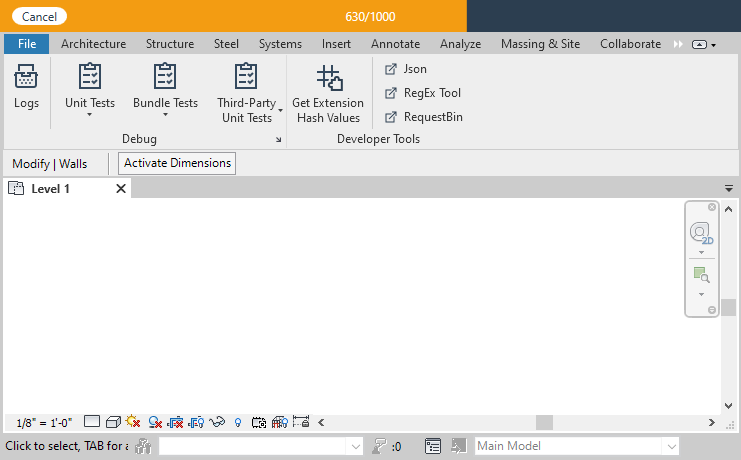 Cancel 630/1000
File Architecture Structure Steel Systems Insert Annotate Analyze Massing & Site Collaborate
Logs
Unit Tests
Bundle Tests
Third-Party
Unit Tests
Get Extension
Hash Values
Json
RegEx Tool
RequestBin
Debug Developer Tools
Modify | Walls Activate Dimensions
Level 1
2D
1/8" = 1'-0"
Click to select, TAB for :0 Main Model